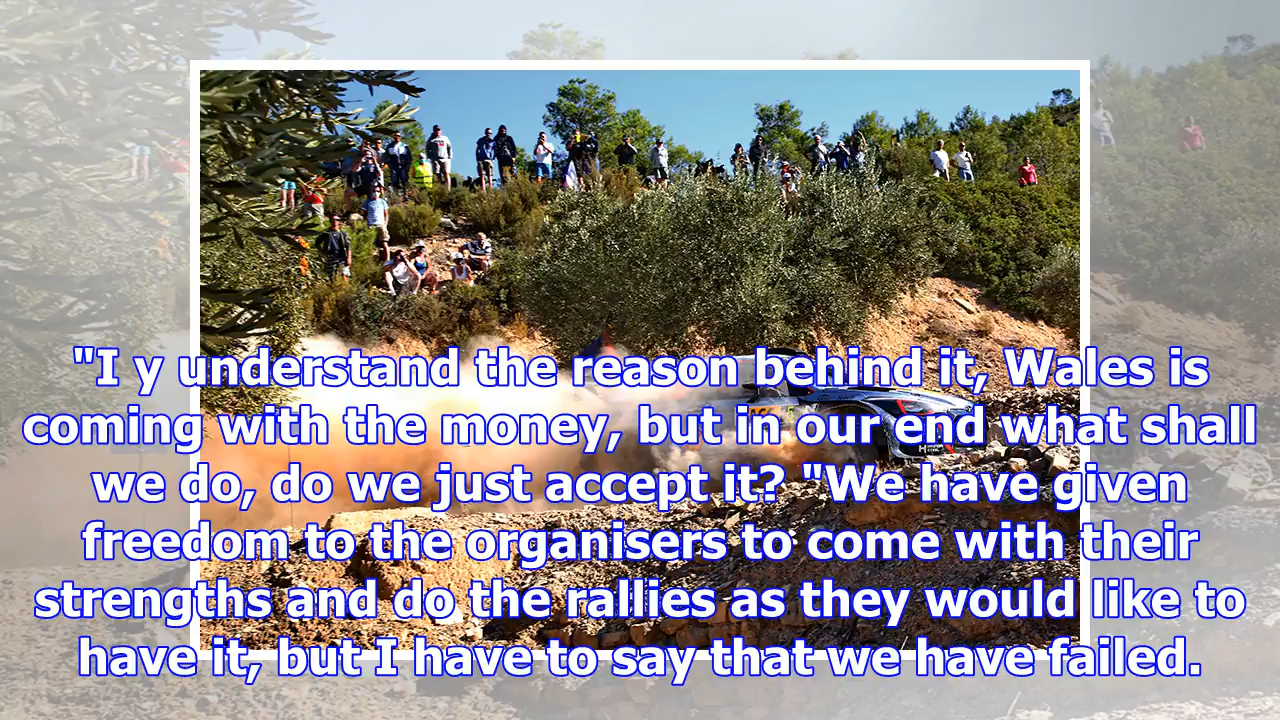 "I y understand the reason behind it, Wales is
coming with the money, but in our end what shall
we do, do we just accept it? "We have given
freedom to the organisers to come with their
strengths and do the rallies as they would like to
have it, but I have to say that we have failed.